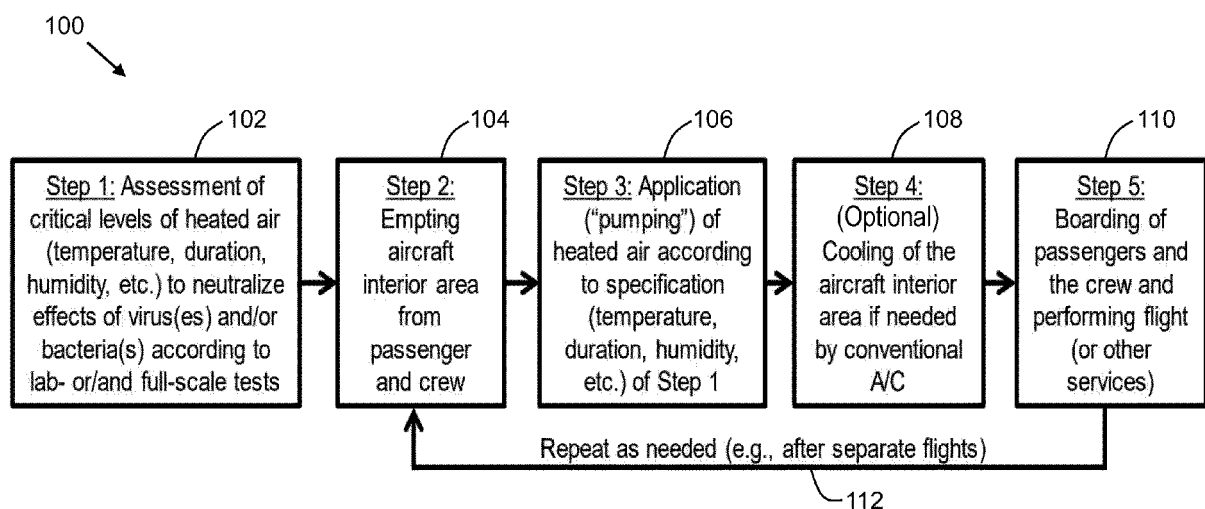 100
102
104
106
108
110
Step 1: Assessment of
critical levels of heated air
(temperature, duration,
humidity, etc.) to neutralize
effects of virus(es) and/or
bacteria(s) according to
lab- or/and full-scale tests
Step 2:
Empting
aircraft
interior area
from
passenger
and crew
Step 3: Application
(“pumping”) of
heated air according
to specification
(temperature,
duration, humidity,
etc.) of Step 1
Step 4:
(Optional)
Cooling of the
aircraft interior
area if needed
by conventional
A/C
Step 5:
Boarding of
passengers and
the crew and
performing flight
(or other
services)
Repeat as needed (e.g., after separate flights)
112